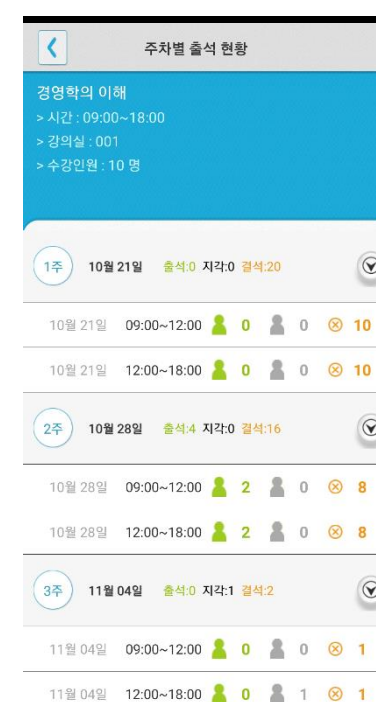 주차별 출석 현황
경영학의 이해
> 시간 : 09:00~18:00
> 강의실 : 001
> 수강인원 : 10 명
1주 10월 21일 출석:0 지각:0 결석:20
10월 21일 09:00~12:00 0 0 10
10월 21일 12:00~18:00 0 0 10
2주 10월 28일 출석:4 지각:0 결석:16
10월 28일 09:00~12:00 2 0 8
10월 28일 12:00~18:00 2 0 8
3주 11월 04일 출석:0 지각:1 결석:2
11월 04일 09:00~12:00 0 0 1
11월 04일 12:00~18:00 0 1 1